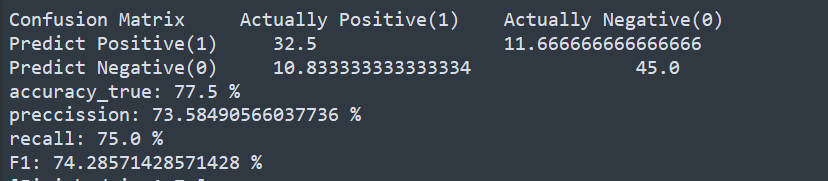 Confusion Matrix Actually Positive(1) Actually Negative(0)
Predict Positive(1) 32.5 11.666666666666666
Predict Negative(0) 10.833333333333334 45.0
accuracy_true: 77.5 %
preccission: 73.58490566037736 %
recall: 75.0 %
F1: 74.28571428571428 %